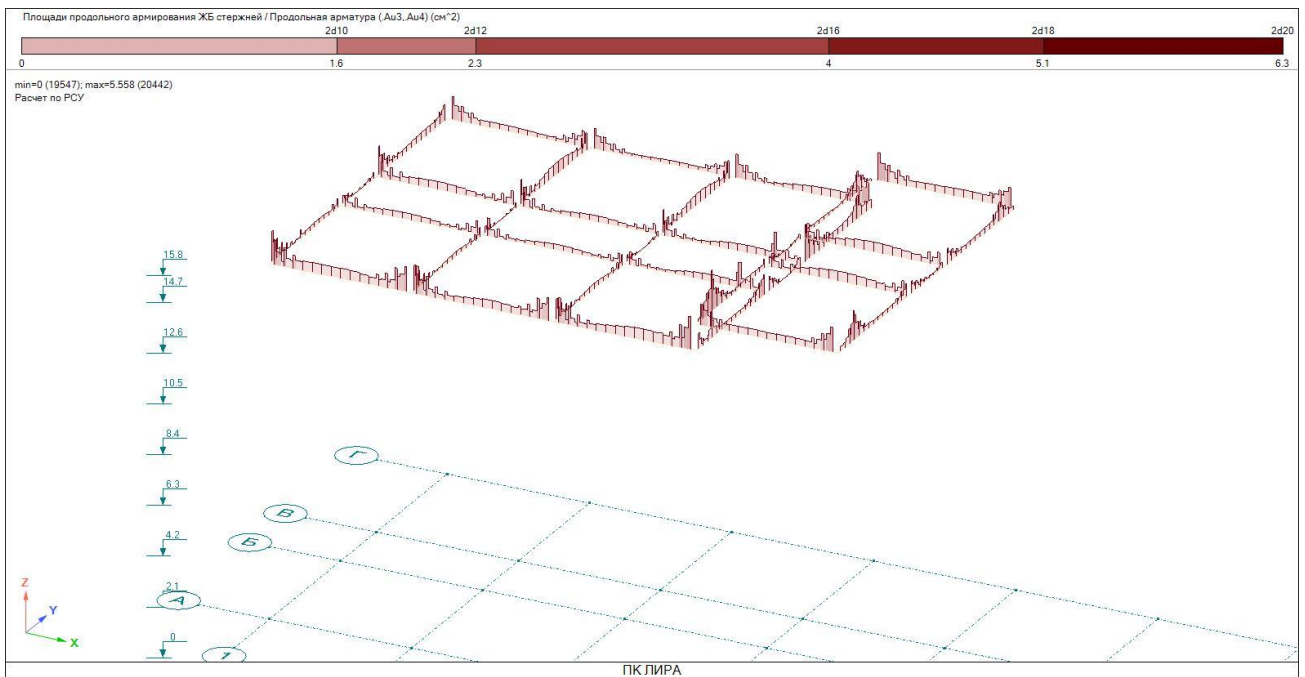 Площади продольного армирования ЖБ стержней / Продольная арматура (.Au3,.Au4) (см^2)
2d10 2d12 2d16 2d18 2d20
0 1.6 2.3 4 5.1 6.3
min=0 (19547); max=5.558 (20442)
Расчет по РСУ
15.8
14.7
12.6
10.5
8.4
Г
6.3
В
4.2
Б
2.1
А
Z
Y
X
0
1
ПК ЛИРА